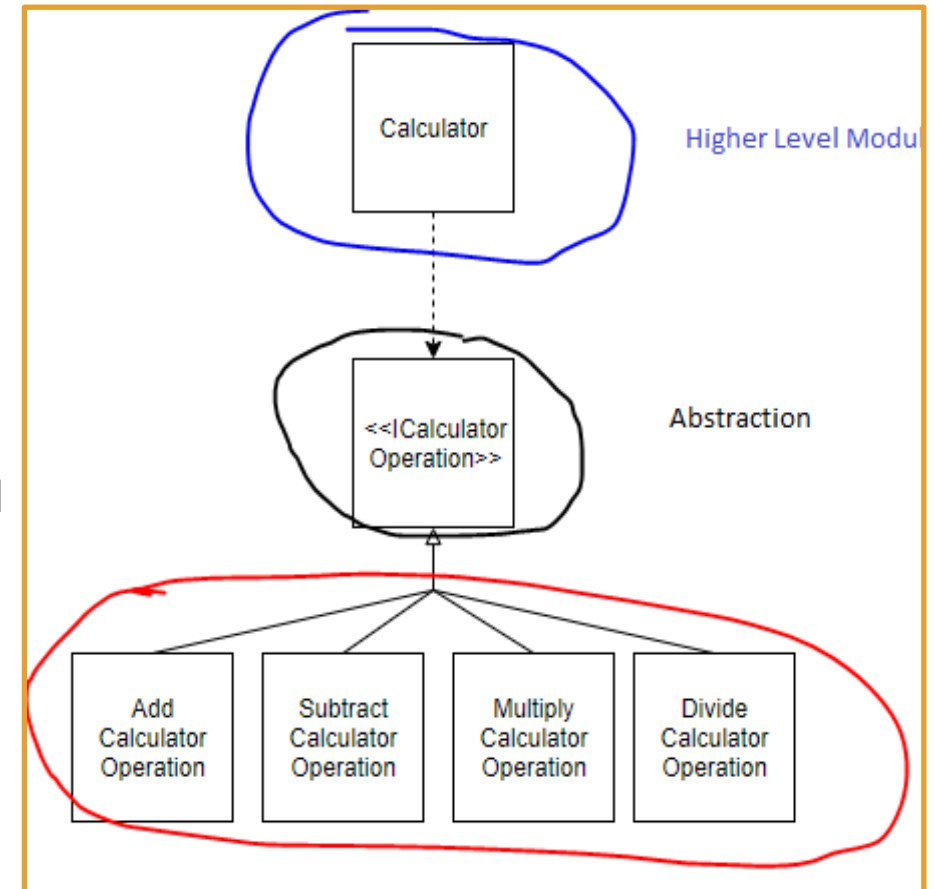 Calculator
Higher Level Modul
<<ICalculator
Operation>>
Abstraction
Add
Calculator
Operation
Subtract
Calculator
Operation
Multiply
Calculator
Operation
Divide
Calculator
Operation